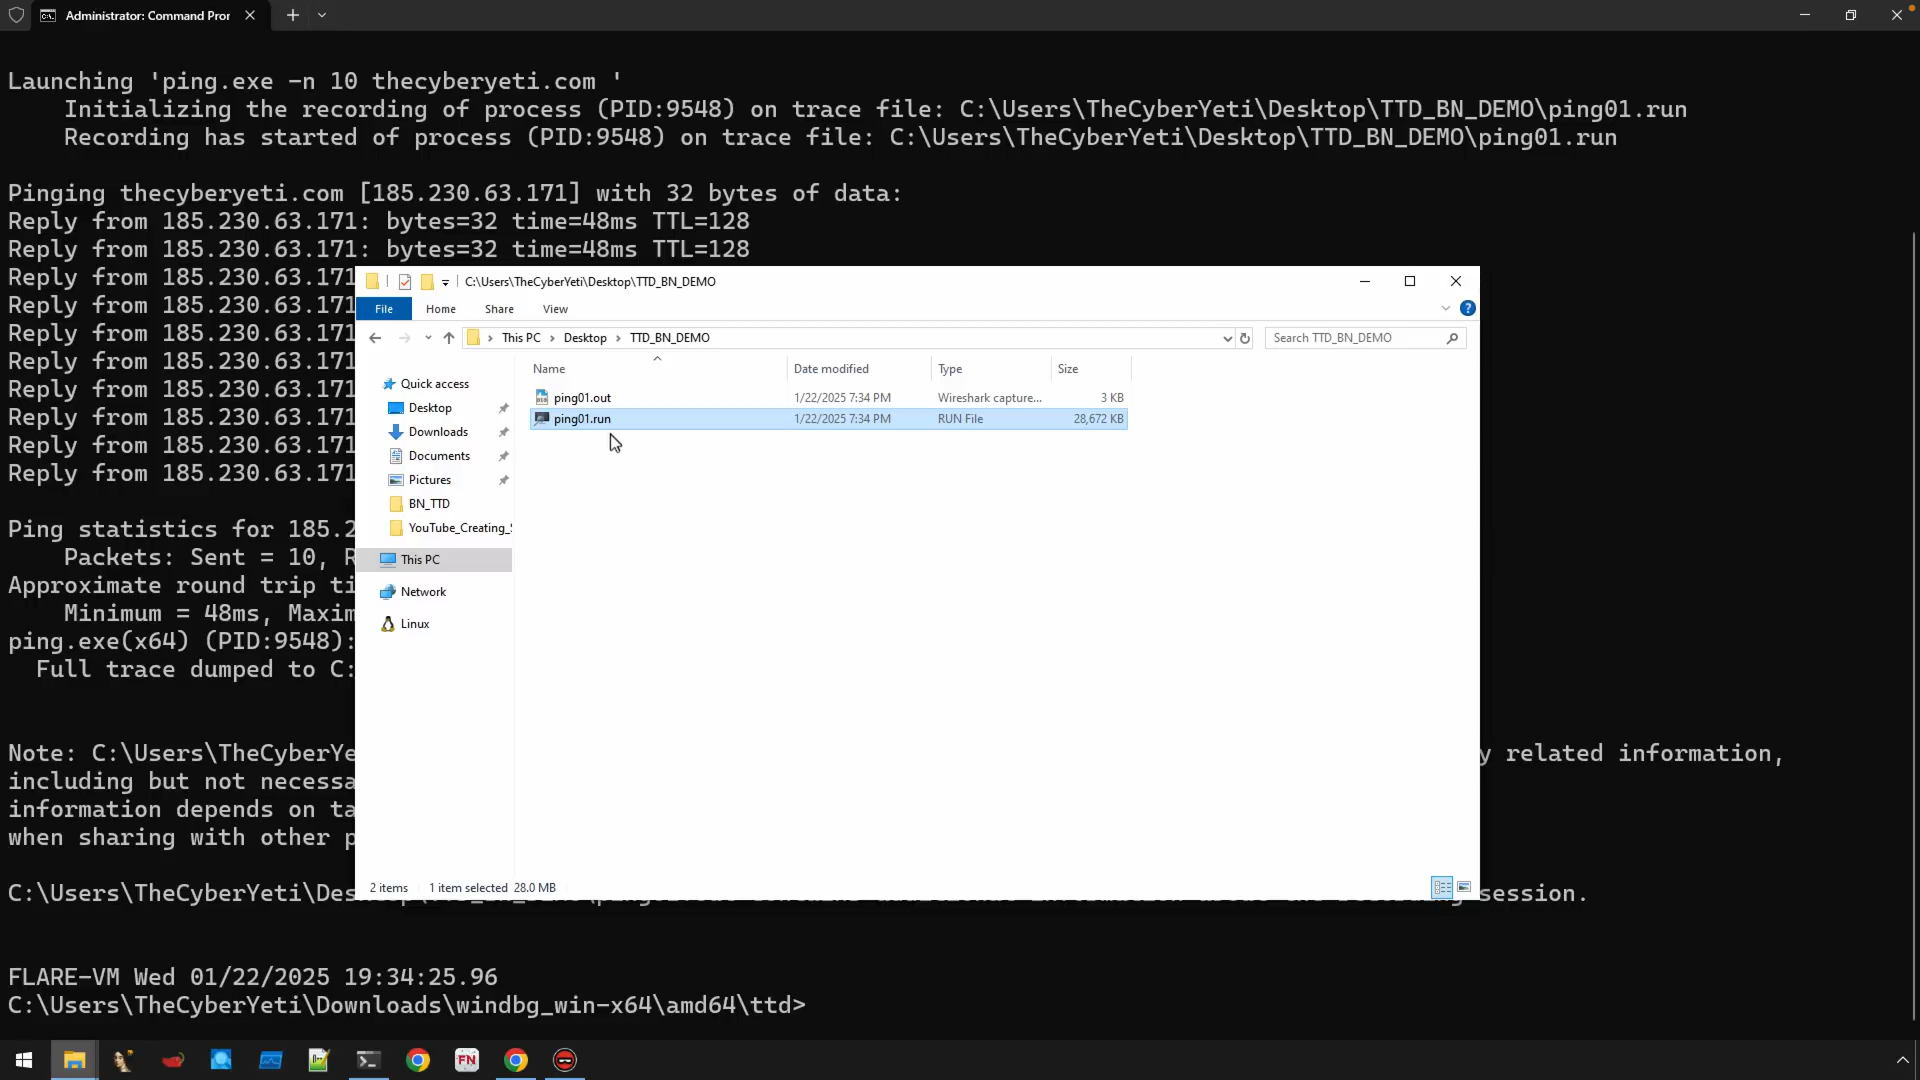 Administrator: Command Pror
Launching 'ping.exe -n 10 thecyberyeti.com '
Initializing the recording of process (PID:9548) on trace file: C:\Users\TheCyberYeti\Desktop\TTD_BN_DEMO\ping01.run
Recording has started of process (PID:9548) on trace file: C:\Users\TheCyberYeti\Desktop\TTD_BN_DEMO\ping01.run
Pinging thecyberyeti.com [185.230.63.171] with 32 bytes of data:
Reply from 185.230.63.171: bytes=32 time=48ms TTL=128
Reply from 185.230.63.171: bytes=32 time=48ms TTL=128
Reply from 185.230.63.171
Reply from 185.230.63.171
Reply from 185.230.63.171
Reply from 185.230.63.171
Reply from 185.230.63.171
Reply from 185.230.63.171
Reply from 185.230.63.171
Reply from 185.230.63.171
Ping statistics for 185.2
Packets: Sent = 10, R
Approximate round trip ti
Minimum = 48ms, Maxim
ping.exe(x64) (PID:9548):
Full trace dumped to C:
Note: C:\Users\TheCyberYe
y related information,
including but not necessa
information depends on ta
when sharing with other p
C:\Users\TheCyberYeti\Des
session.
FLARE-VM Wed 01/22/2025 19:34:25.96
C:\Users\TheCyberYeti\Downloads\windbg_win-x64\amd64\ttd>
C:\Users\TheCyberYeti\Desktop\TTD_BN_DEMO
File Home Share View
This PC Desktop TTD_BN_DEMO
Search TTD_BN_DEMO
Quick access
Desktop
Downloads
Documents
Pictures
BN_TTD
YouTube_Creating_S
This PC
Network
Linux
Name Date modified Type Size
ping01.out 1/22/2025 7:34 PM Wireshark capture... 3 KB
ping01.run 1/22/2025 7:34 PM RUN File 28,672 KB
2 items 1 item selected 28.0 MB
FN